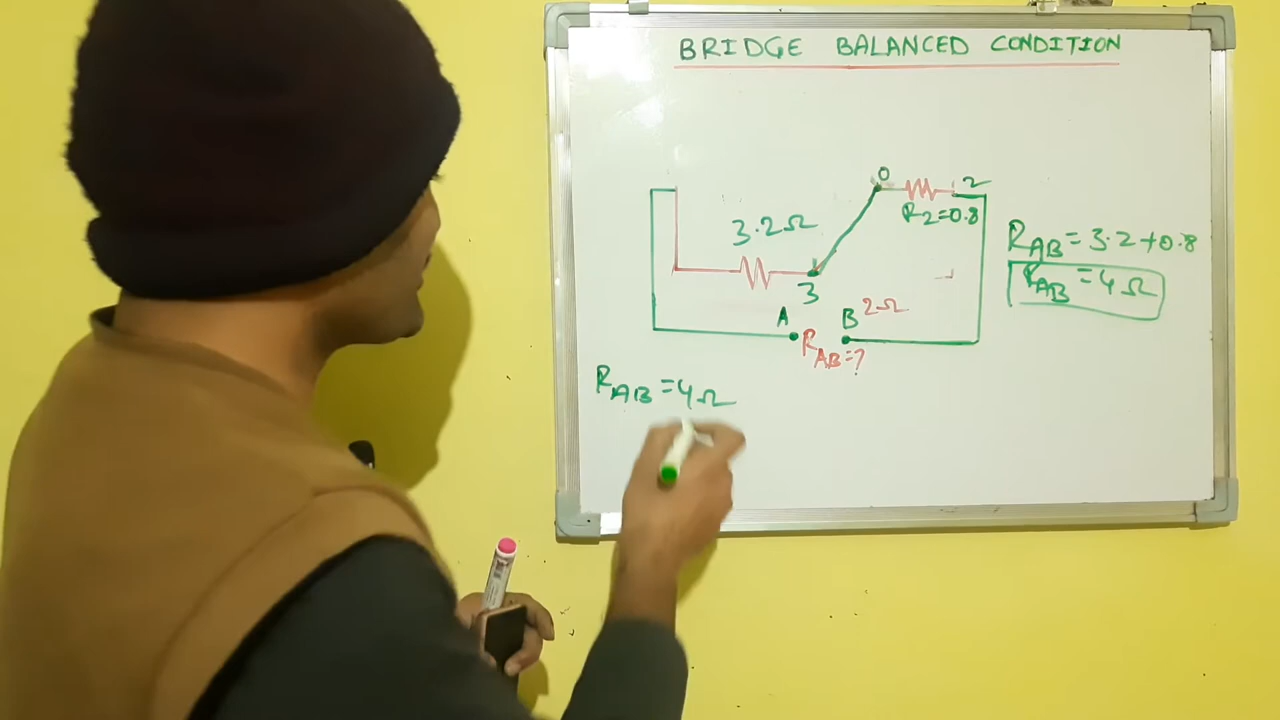 BRIDGE BALANCED CONDITION
O
2
R2=0.8
3.2Ω
3
RAB=3.2+0.8
RAB=4Ω
A
B
2Ω
RAB=?
RAB=4Ω